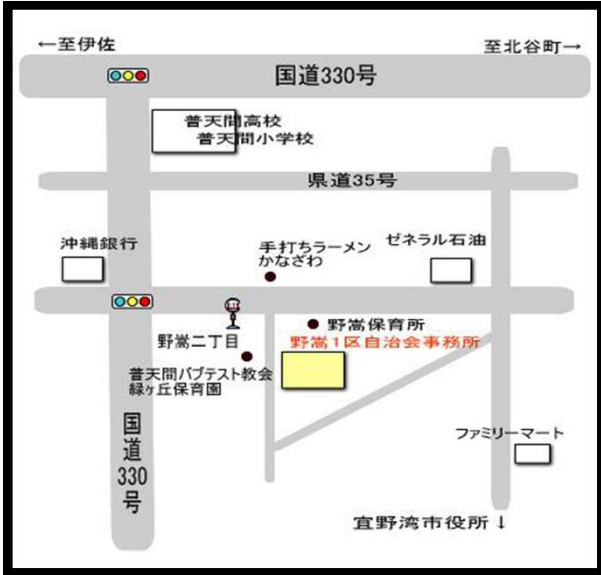 ←至伊佐
至北谷町→
国道330号
普天間高校
普天間小学校
県道35号
沖縄銀行
手打ちラーメン
かなざわ
ゼネラル石油
野嵩二丁目
野嵩保育所
野嵩1区自治会事務所
普天間バプテスト教会
緑ヶ丘保育園
国道330号
ファミリーマート
宜野湾市役所↓